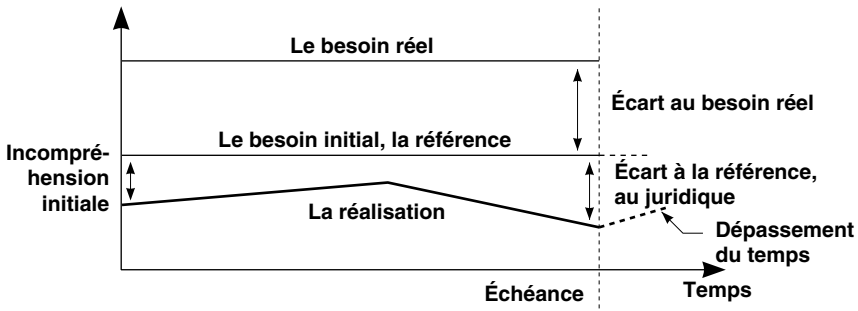 Le besoin réel
Écart au besoin réel
Le besoin initial, la référence
Incompré-
hension
initiale
Écart à la référence,
au juridique
La réalisation
Dépassement
du temps
Échéance
Temps